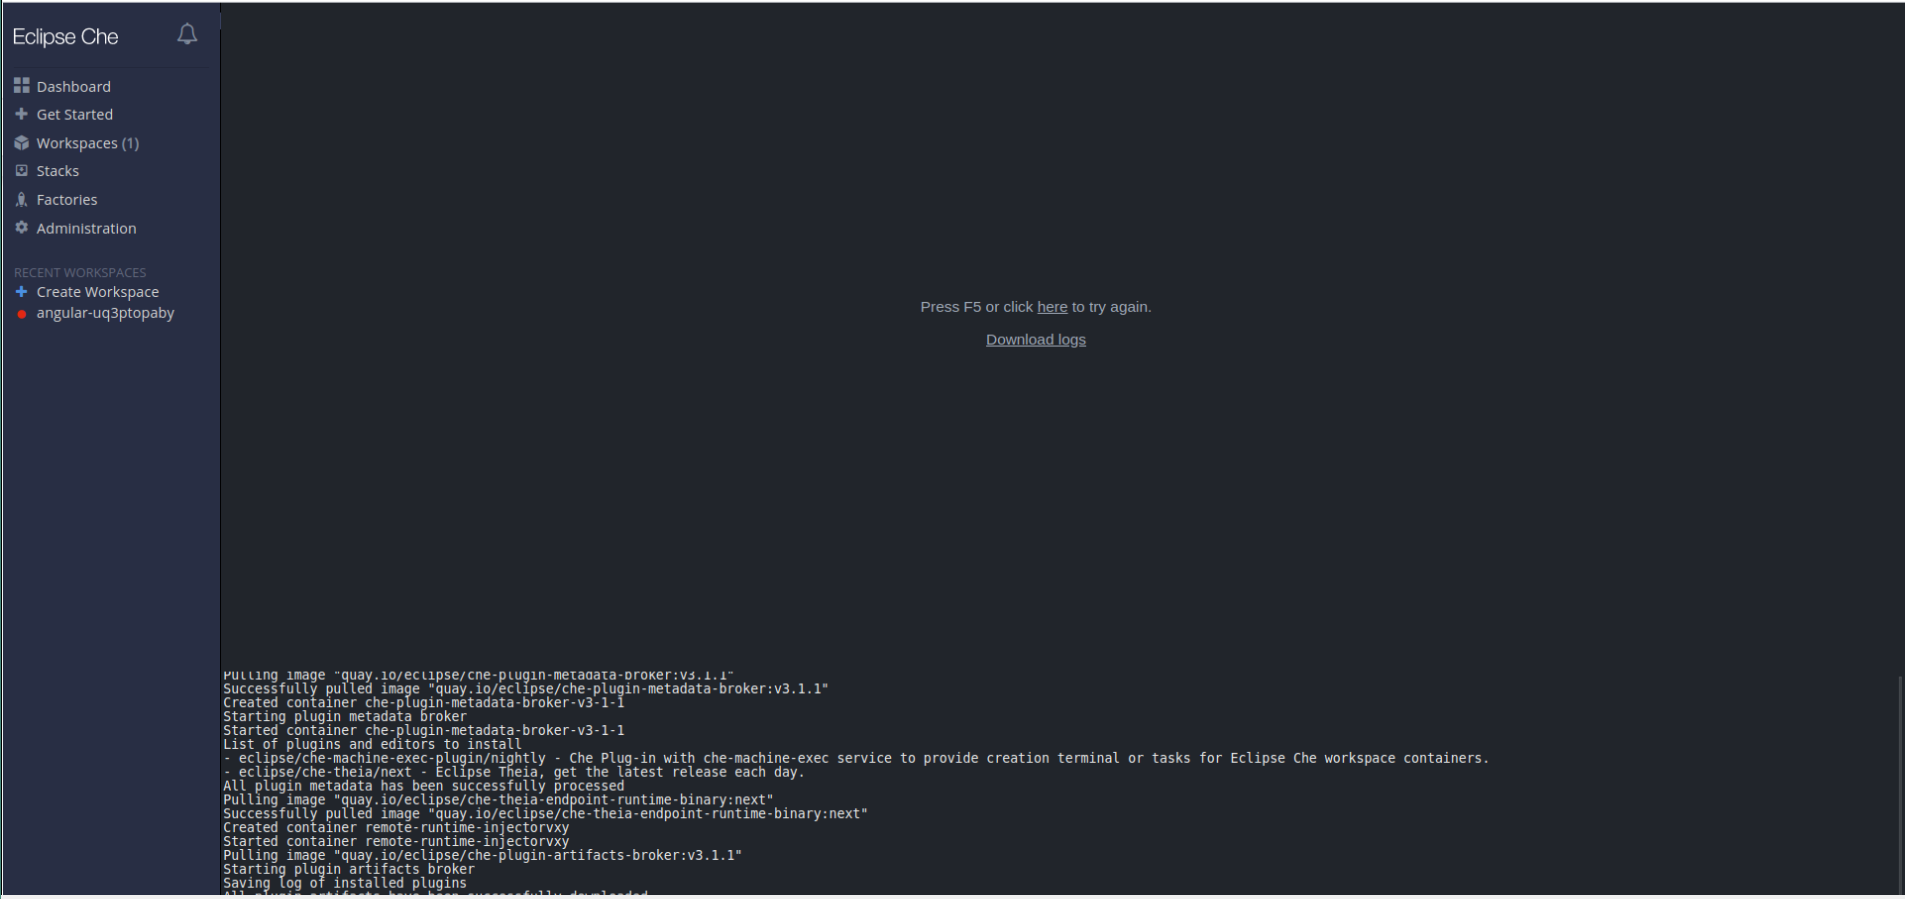 Eclipse Che
Dashboard
Get Started
Workspaces (1)
Stacks
Factories
Administration
RECENT WORKSPACES
Create Workspace
angular-uq3ptopaby
Press F5 or click here to try again.
Download logs
Pulling image "quay.io/eclipse/che-plugin-metadata-broker:v3.1.1"
Successfully pulled image "quay.io/eclipse/che-plugin-metadata-broker:v3.1.1"
Created container che-plugin-metadata-broker-v3-1-1
Starting plugin metadata broker
Started container che-plugin-metadata-broker-v3-1-1
List of plugins and editors to install
- eclipse/che-machine-exec-plugin/nightly - Che Plug-in with che-machine-exec service to provide creation terminal or tasks for Eclipse Che workspace containers.
- eclipse/che-theia/next - Eclipse Theia, get the latest release each day.
All plugin metadata has been successfully processed
Pulling image "quay.io/eclipse/che-theia-endpoint-runtime-binary:next"
Successfully pulled image "quay.io/eclipse/che-theia-endpoint-runtime-binary:next"
Created container remote-runtime-injectorvxy
Started container remote-runtime-injectorvxy
Pulling image "quay.io/eclipse/che-plugin-artifacts-broker:v3.1.1"
Starting plugin artifacts broker
Saving log of installed plugins
All plugin artifacts have been successfully downloaded